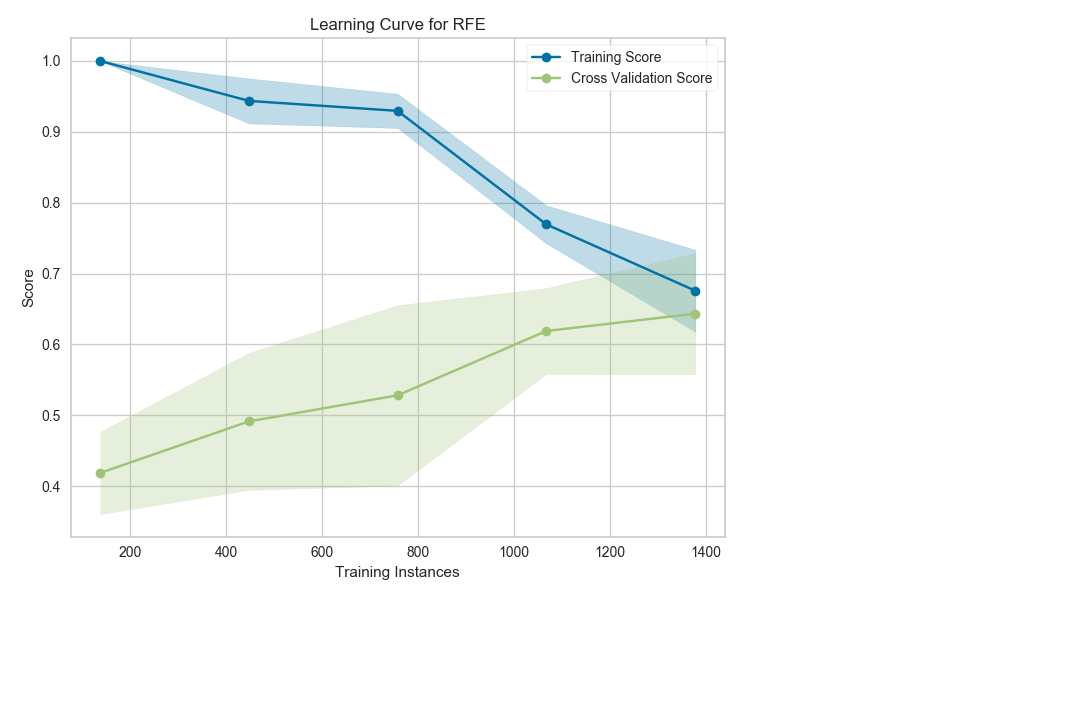 Learning Curve for RFE
Training Score
Cross Validation Score
1.0
0.9
0.8
0.7
0.6
0.5
0.4
Score
200 400 600 800 1000 1200 1400
Training Instances